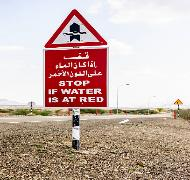 قف
إذا كان الماء
على اللون الأحمر
STOP
IF WATER
IS AT RED